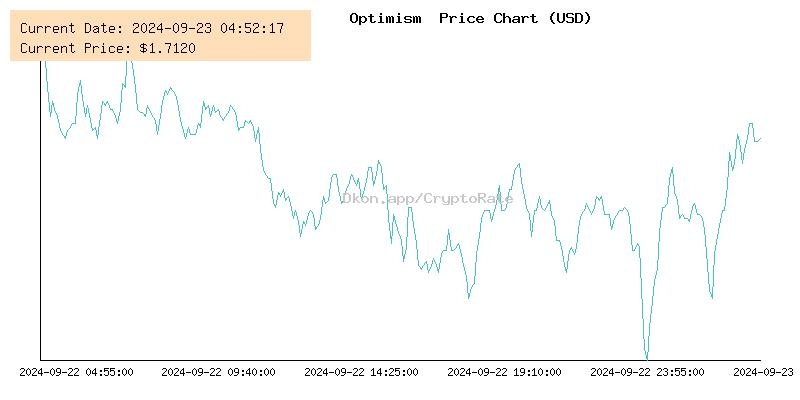 Optimism Price Chart (USD)
Current Date: 2024-09-23 04:52:17
Current Price: $1.7120
Okon.app/CryptoRate
2024-09-22 04:55:00 2024-09-22 09:40:00 2024-09-22 14:25:00 2024-09-22 19:10:00 2024-09-22 23:55:00 2024-09-23